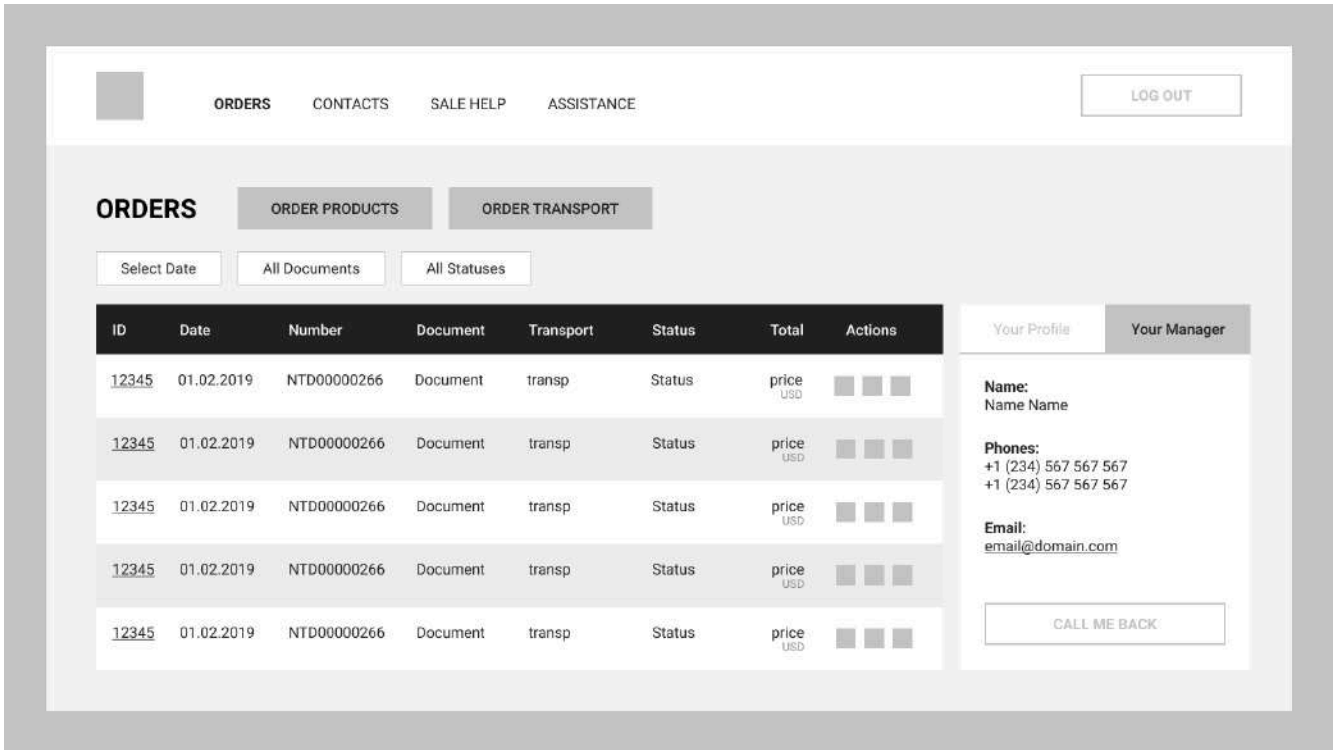 ORDERS CONTACTS SALE HELP ASSISTANCE LOG OUT
ORDERS ORDER PRODUCTS ORDER TRANSPORT
Select Date All Documents All Statuses
ID Date Number Document Transport Status Total Actions
12345 01.02.2019 NTD00000266 Document transp Status price
USD
12345 01.02.2019 NTD00000266 Document transp Status price
USD
12345 01.02.2019 NTD00000266 Document transp Status price
USD
12345 01.02.2019 NTD00000266 Document transp Status price
USD
12345 01.02.2019 NTD00000266 Document transp Status price
USD
Your Profile Your Manager
Name:
Name Name
Phones:
+1 (234) 567 567 567
+1 (234) 567 567 567
Email:
email@domain.com
CALL ME BACK